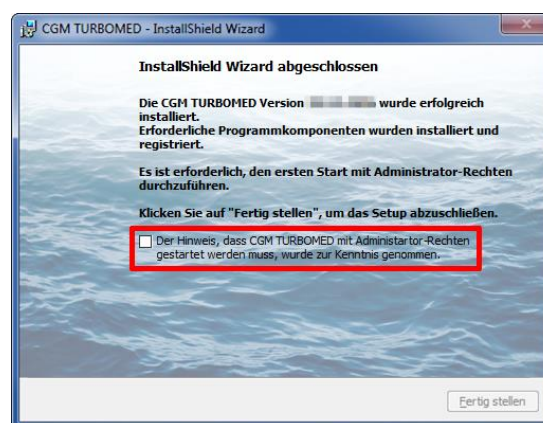 CGM TURBOMED - InstallShield Wizard
InstallShield Wizard abgeschlossen
Die CGM TURBOMED Version wurde erfolgreich
installiert.
Erforderliche Programmkomponenten wurden installiert und
registriert.
Es ist erforderlich, den ersten Start mit Administrator-Rechten
durchzuführen.
Klicken Sie auf "Fertig stellen", um das Setup abzuschließen.
Der Hinweis, dass CGM TURBOMED mit Administartor-Rechten
gestartet werden muss, wurde zur Kenntnis genommen.
Fertig stellen